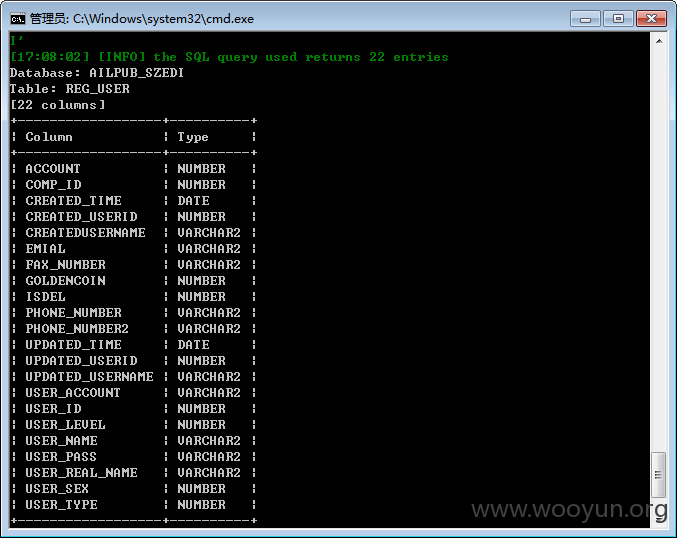 管理员: C:\Windows\system32\cmd.exe
I'
[17:08:02] [INFO] the SQL query used returns 22 entries
Database: AILPUB_SZEDI
Table: REG_USER
[22 columns]
+------------------+----------+
¦ Column           ¦ Type     ¦
+------------------+----------+
¦ ACCOUNT          ¦ NUMBER   ¦
¦ COMP_ID          ¦ NUMBER   ¦
¦ CREATED_TIME     ¦ DATE     ¦
¦ CREATED_USERID   ¦ NUMBER   ¦
¦ CREATEDUSERNAME  ¦ VARCHAR2 ¦
¦ EMIAL            ¦ VARCHAR2 ¦
¦ FAX_NUMBER       ¦ VARCHAR2 ¦
¦ GOLDENCOIN       ¦ NUMBER   ¦
¦ ISDEL            ¦ NUMBER   ¦
¦ PHONE_NUMBER     ¦ VARCHAR2 ¦
¦ PHONE_NUMBER2    ¦ VARCHAR2 ¦
¦ UPDATED_TIME     ¦ DATE     ¦
¦ UPDATED_USERID   ¦ NUMBER   ¦
¦ UPDATED_USERNAME ¦ VARCHAR2 ¦
¦ USER_ACCOUNT     ¦ VARCHAR2 ¦
¦ USER_ID          ¦ NUMBER   ¦
¦ USER_LEVEL       ¦ NUMBER   ¦
¦ USER_NAME        ¦ VARCHAR2 ¦
¦ USER_PASS        ¦ VARCHAR2 ¦
¦ USER_REAL_NAME   ¦ VARCHAR2 ¦
¦ USER_SEX         ¦ NUMBER   ¦
¦ USER_TYPE        ¦ NUMBER   ¦
+------------------+----------+
www.wooyun.org